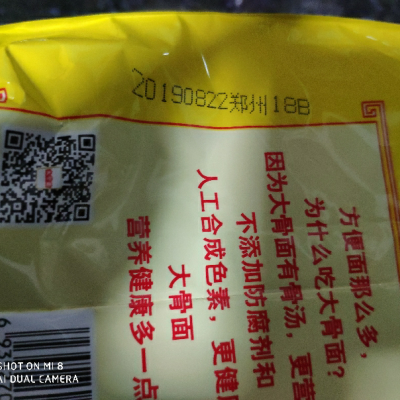 20190822郑州18B
方便面那么多，
为什么吃大骨面？
因为大骨面有骨汤，更营
不添加防腐剂和
人工合成色素，更健
大骨面
营养健康多一点
SHOT ON MI 8
AI DUAL CAMERA